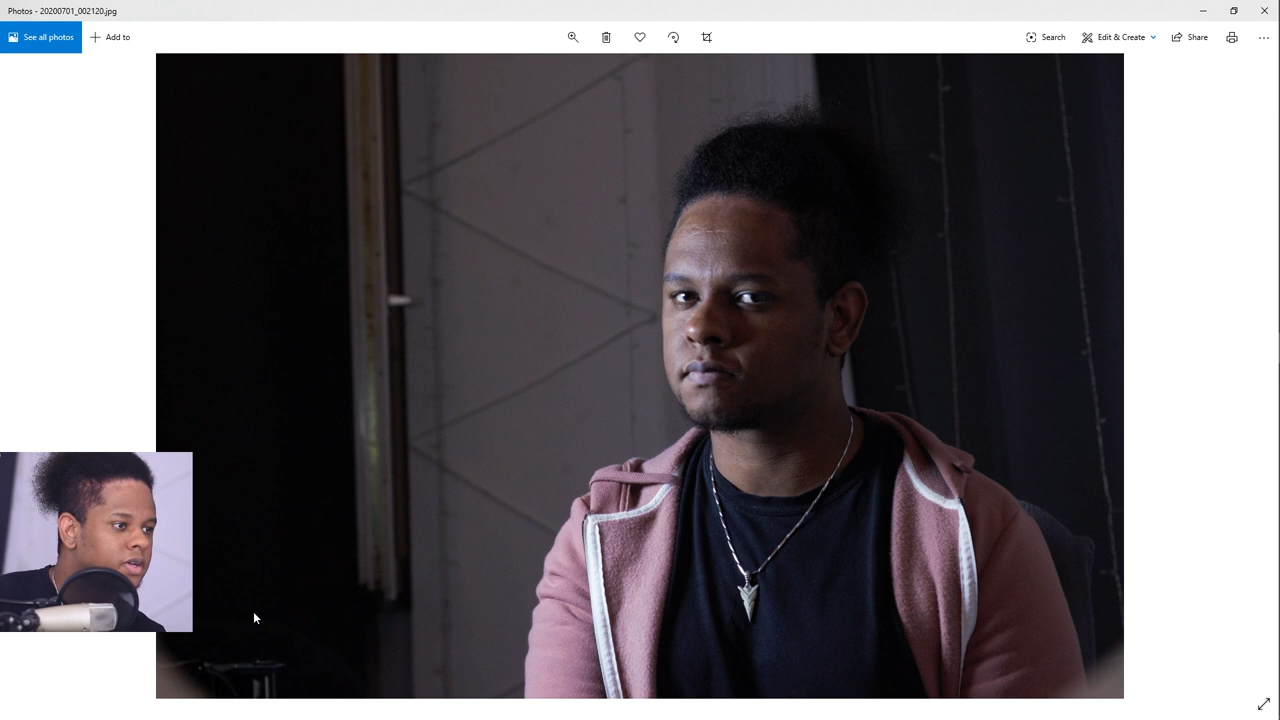 Photos - 20200701_002120.jpg
See all photos
Add to
Search
Edit & Create
Share